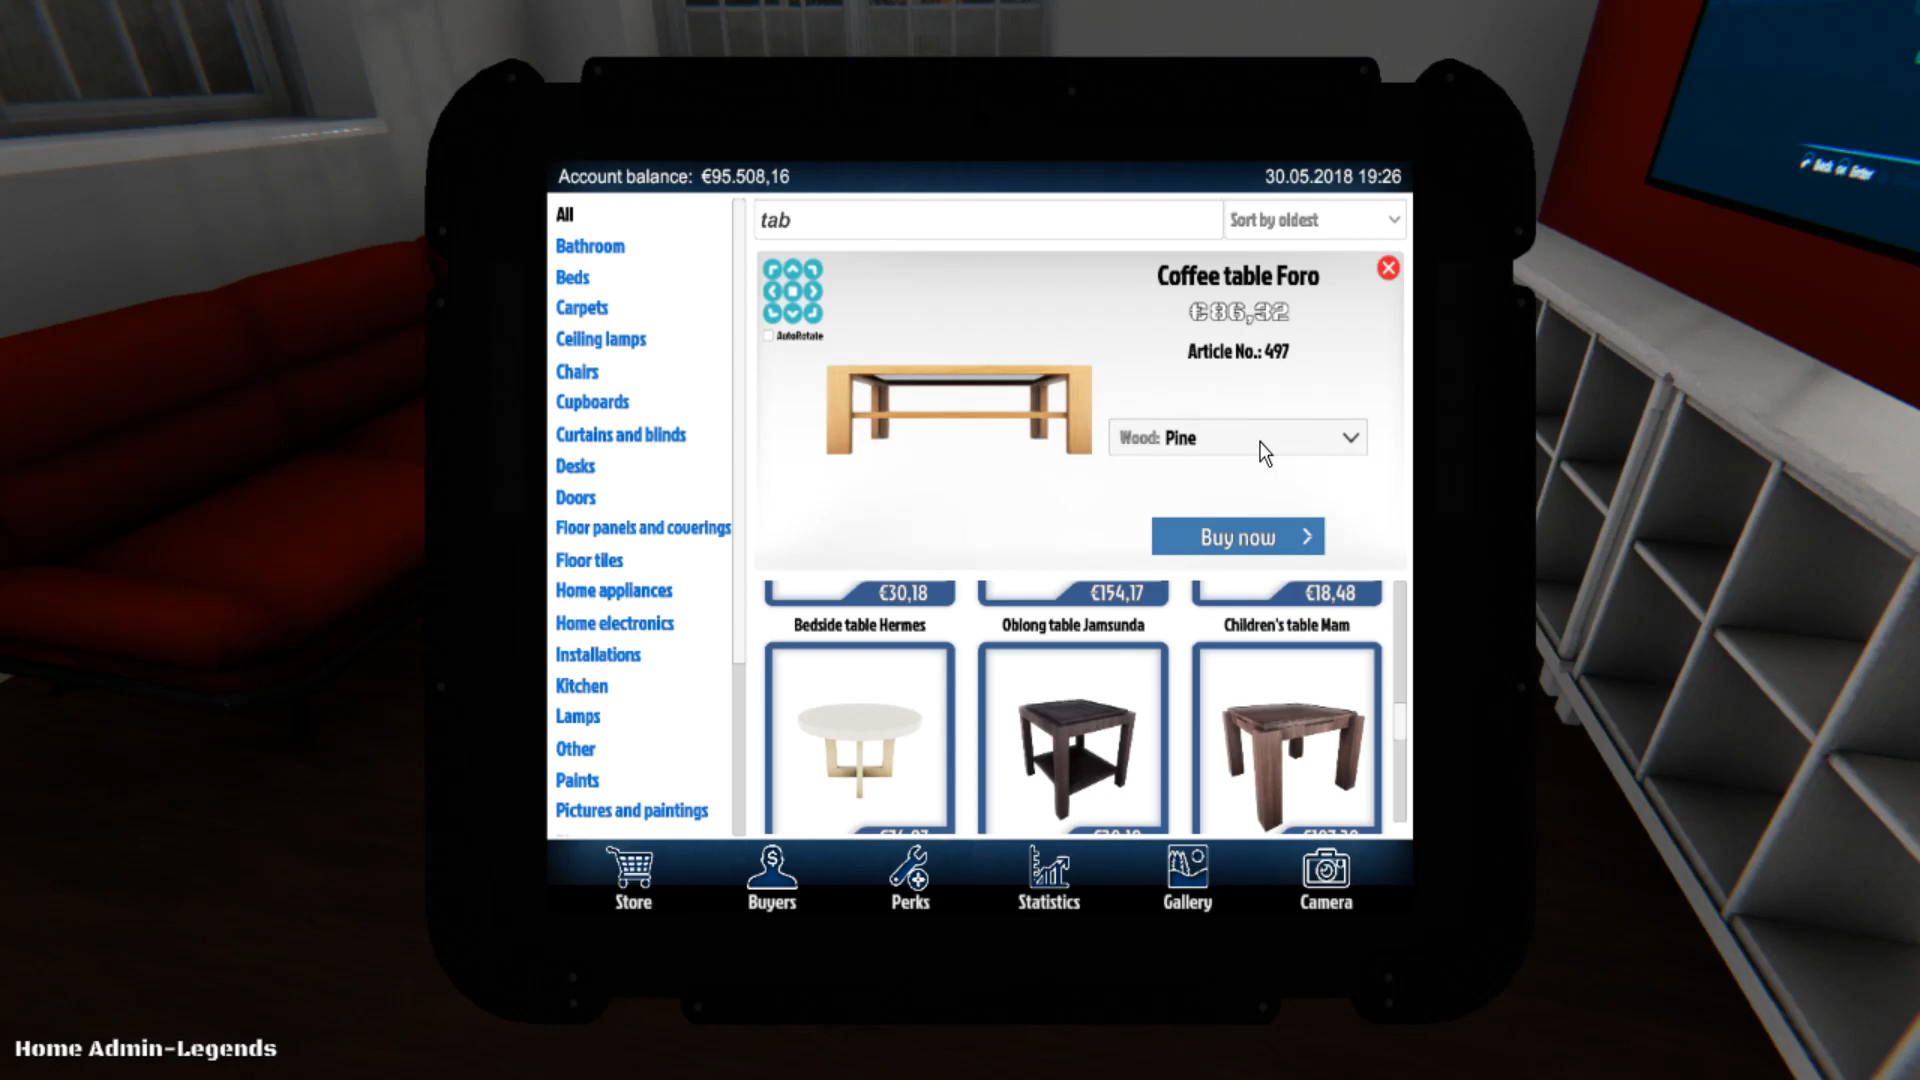 Account balance: €95.508,16
30.05.2018 19:26
All
Bathroom
Beds
Carpets
Ceiling lamps
Chairs
Cupboards
Curtains and blinds
Desks
Doors
Floor panels and coverings
Floor tiles
Home appliances
Home electronics
Installations
Kitchen
Lamps
Other
Paints
Pictures and paintings
tab
Sort by oldest
AutoRotate
Coffee table Foro
€86,32
Article No.: 497
Wood: Pine
Buy now
€30,18
€154,17
€18,48
Bedside table Hermes
Oblong table Jamsunda
Children's table Mam
Store
Buyers
Perks
Statistics
Gallery
Camera
Back or Enter
Home Admin-Legends